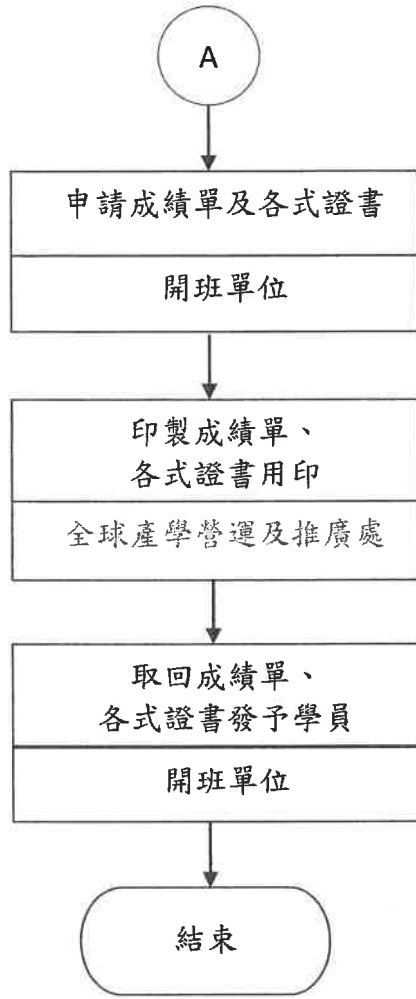 A
申請成績單及各式證書
開班單位
印製成績單、
各式證書用印
全球產學營運及推廣處
取回成績單、
各式證書發予學員
開班單位
結束